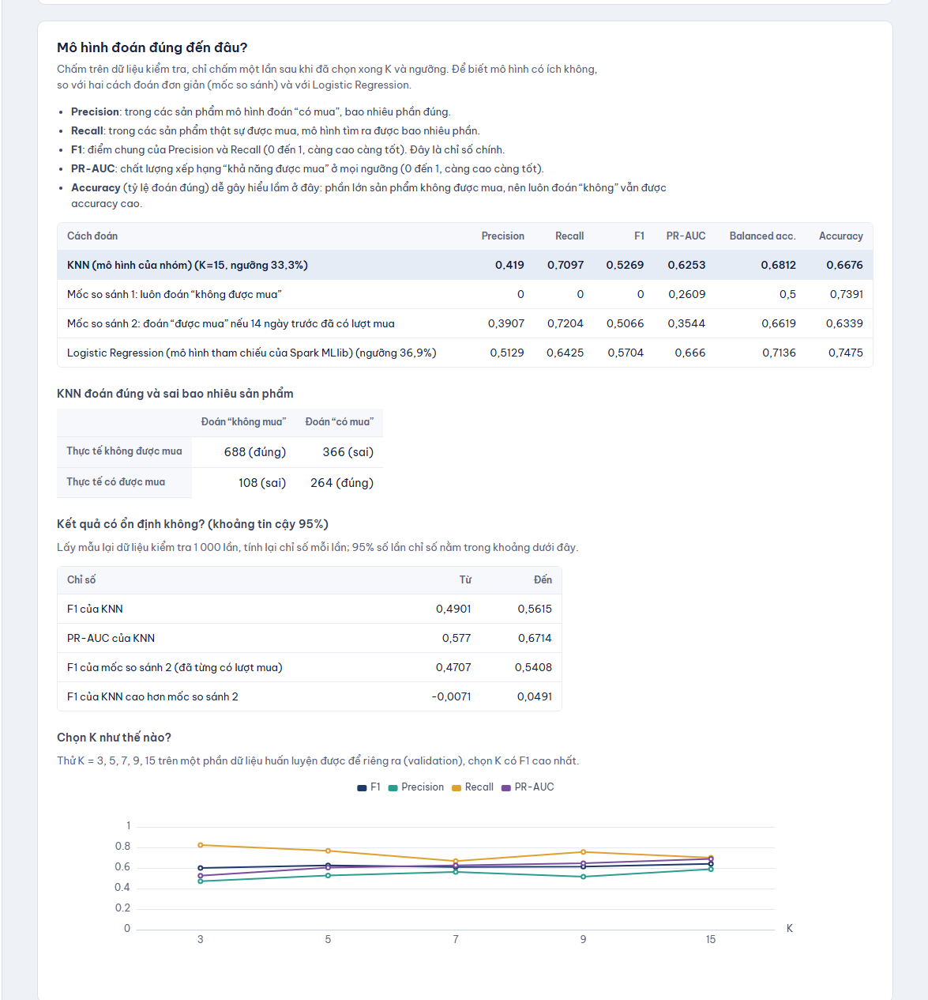 Mô hình đoán đúng đến đâu?
Chấm trên dữ liệu kiểm tra, chỉ chấm một lần sau khi đã chọn xong K và ngưỡng. Để biết mô hình có ích không,
so với hai cách đoán đơn giản (mốc so sánh) và với Logistic Regression.
• Precision: trong các sản phẩm mô hình đoán “có mua”, bao nhiêu phần đúng.
• Recall: trong các sản phẩm thật sự được mua, mô hình tìm ra được bao nhiêu phần.
• F1: điểm chung của Precision và Recall (0 đến 1, càng cao càng tốt). Đây là chỉ số chính.
• PR-AUC: chất lượng xếp hạng “khả năng được mua” ở mọi ngưỡng (0 đến 1, càng cao càng tốt).
• Accuracy (tỷ lệ đoán đúng) dễ gây hiểu lầm ở đây: phần lớn sản phẩm không được mua, nên luôn đoán “không” vẫn được
accuracy cao.
Cách đoán Precision Recall F1 PR-AUC Balanced acc. Accuracy
KNN (mô hình của nhóm) (K=15, ngưỡng 33,3%) 0,419 0,7097 0,5269 0,6253 0,6812 0,6676
Mốc so sánh 1: luôn đoán “không được mua” 0 0 0 0,2609 0,5 0,7391
Mốc so sánh 2: đoán “được mua” nếu 14 ngày trước đã có lượt mua 0,3907 0,7204 0,5066 0,3544 0,6619 0,6339
Logistic Regression (mô hình tham chiếu của Spark MLlib) (ngưỡng 36,9%) 0,5129 0,6425 0,5704 0,666 0,7136 0,7475
KNN đoán đúng và sai bao nhiêu sản phẩm
Đoán “không mua” Đoán “có mua”
Thực tế không được mua 688 (đúng) 366 (sai)
Thực tế có được mua 108 (sai) 264 (đúng)
Kết quả có ổn định không? (khoảng tin cậy 95%)
Lấy mẫu lại dữ liệu kiểm tra 1 000 lần, tính lại chỉ số mỗi lần; 95% số lần chỉ số nằm trong khoảng dưới đây.
Chỉ số Từ Đến
F1 của KNN 0,4901 0,5615
PR-AUC của KNN 0,577 0,6714
F1 của mốc so sánh 2 (đã từng có lượt mua) 0,4707 0,5408
F1 của KNN cao hơn mốc so sánh 2 -0,0071 0,0491
Chọn K như thế nào?
Thử K = 3, 5, 7, 9, 15 trên một phần dữ liệu huấn luyện được để riêng ra (validation), chọn K có F1 cao nhất.
F1 Precision Recall PR-AUC
1
0.8
0.6
0.4
0.2
0
K
3 5 7 9 15